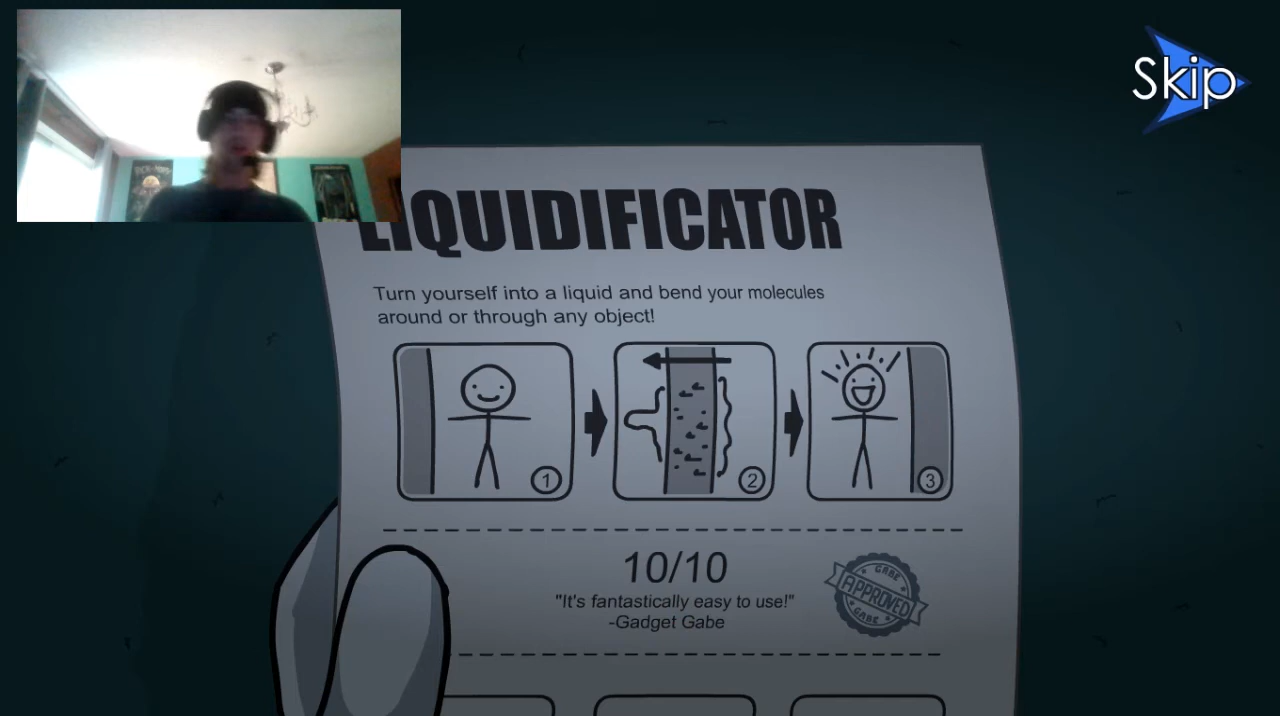 Skip
LIQUIDIFICATOR
Turn yourself into a liquid and bend your molecules
around or through any object!
1
2
3
10/10
"It's fantastically easy to use!"
-Gadget Gabe
GABE
APPROVED
GABE